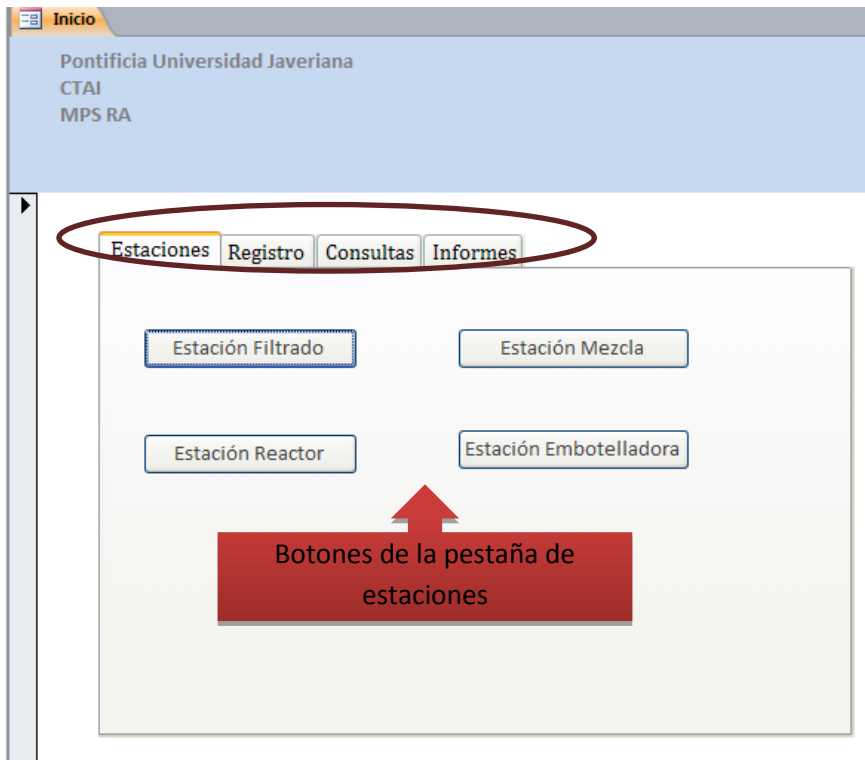 Inicio
Pontificia Universidad Javeriana
CTAI
MPS RA
Estaciones Registro Consultas Informes
Estación Filtrado Estación Mezcla
Estación Reactor Estación Embotelladora
Botones de la pestaña de
estaciones